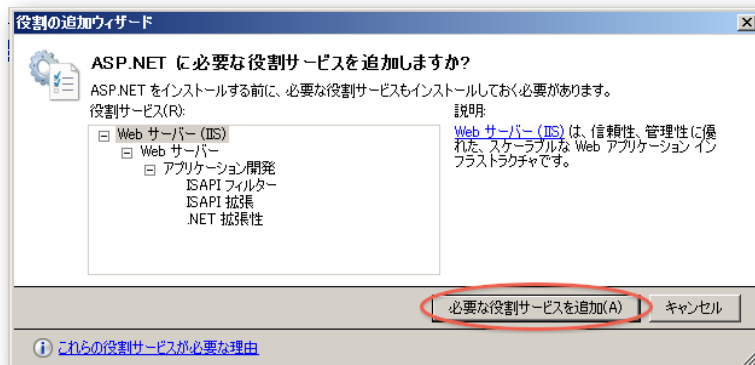 役割の追加ウィザード
ASP.NET に必要な役割サービスを追加しますか?
ASP.NET をインストールする前に、必要な役割サービスもインストールしておく必要があります。
役割サービス(R):
Web サーバー (IIS)
Web サーバー
アプリケーション開発
ISAPI フィルター
ISAPI 拡張
.NET 拡張性
説明:
Web サーバー (IIS) は、信頼性、管理性に優
れた、スケーラブルな Web アプリケーション イン
フラストラクチャです。
必要な役割サービスを追加(A)
キャンセル
これらの役割サービスが必要な理由